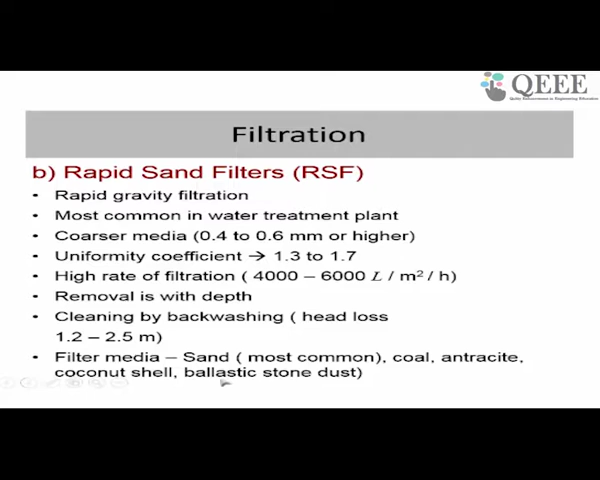 QEEE
Quality Enhancement in Engineering Education
Filtration
b) Rapid Sand Filters (RSF)
• Rapid gravity filtration
• Most common in water treatment plant
• Coarser media (0.4 to 0.6 mm or higher)
• Uniformity coefficient → 1.3 to 1.7
• High rate of filtration ( 4000 – 6000 L / m² / h)
• Removal is with depth
• Cleaning by backwashing ( head loss
1.2 – 2.5 m)
• Filter media – Sand ( most common), coal, antracite,
coconut shell, ballastic stone dust)